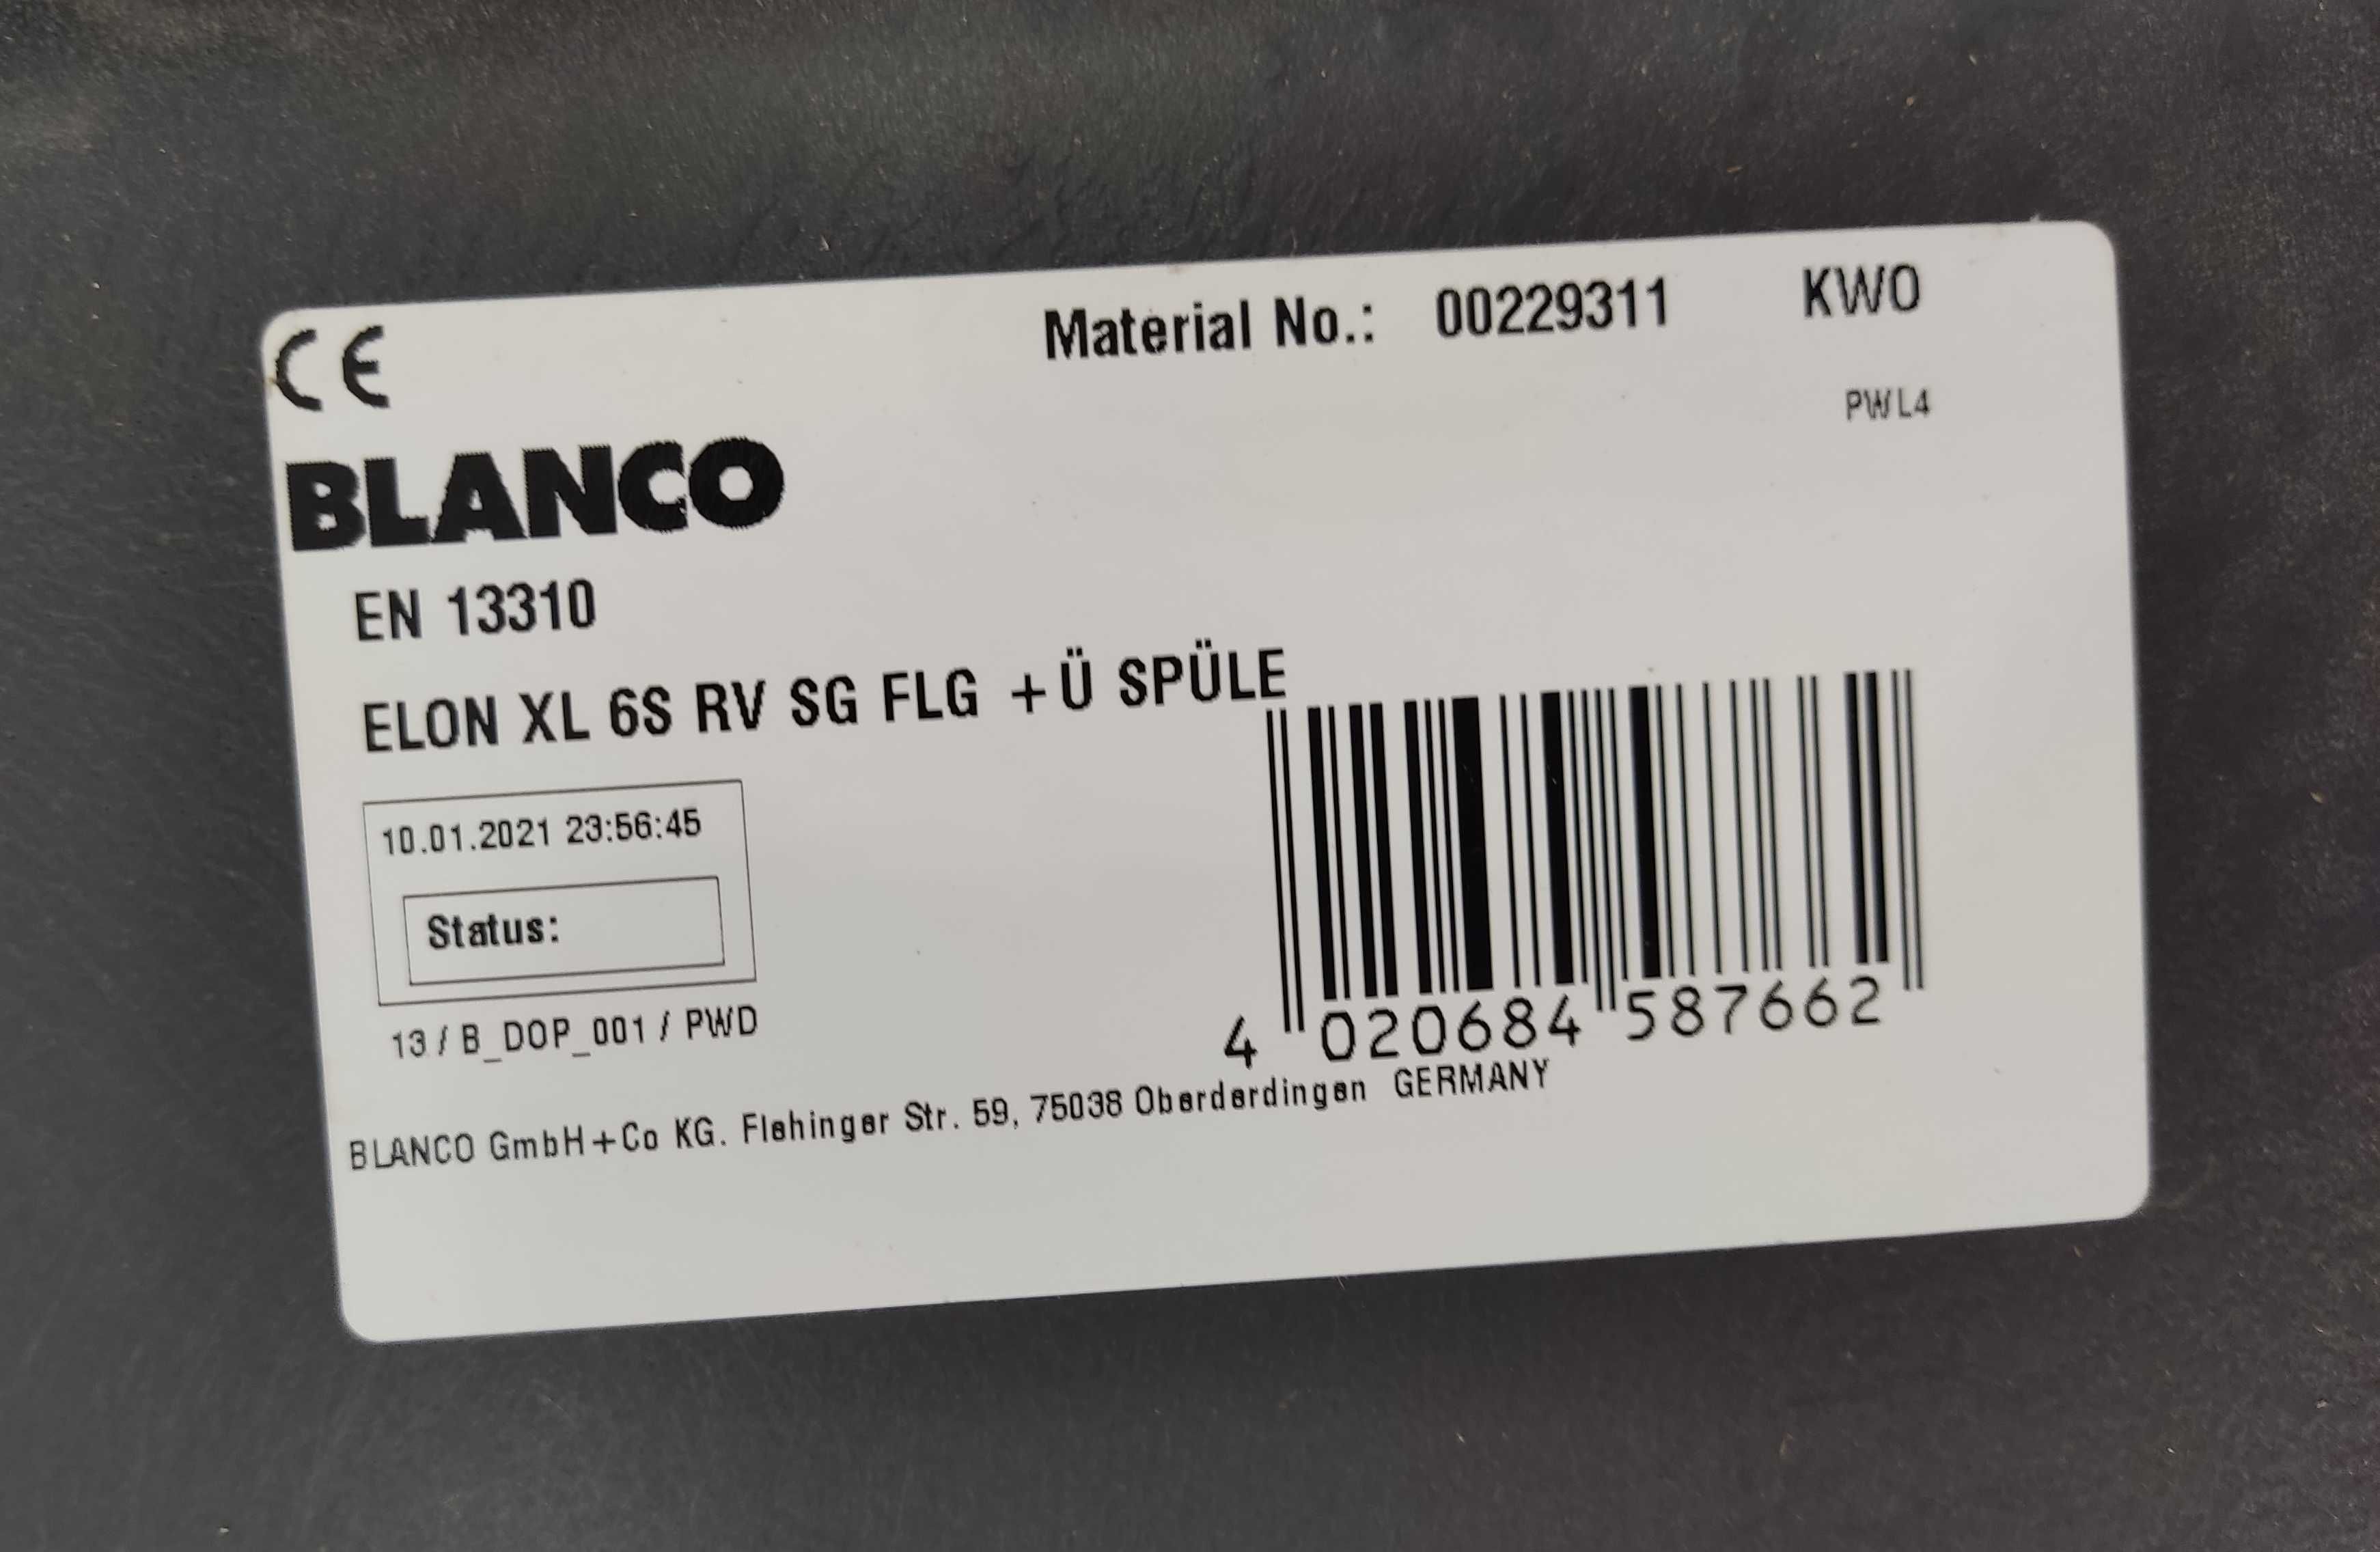 CE
Material No.: 00229311 KWO
PWL4
BLANCO
EN 13310
ELON XL 6S RV SG FLG +Ü SPÜLE
10.01.2021 23:56:45
Status:
13 / B_DOP_001 / PWD
4 020684 587662
BLANCO GmbH+Co KG. Flehinger Str. 59, 75038 Oberderdingen GERMANY